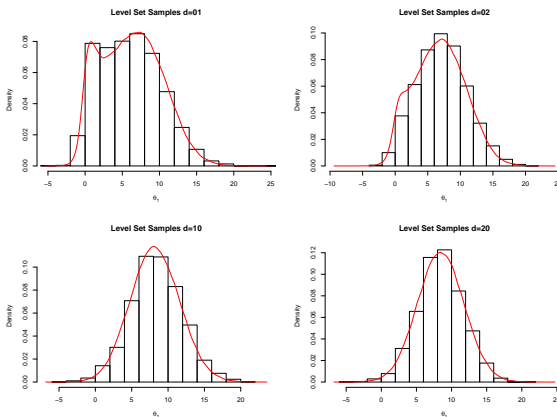 Level Set Samples d=01
Density
0.00 0.02 0.04 0.06 0.08
−5 0 5 10 15 20 25
θ₁
Level Set Samples d=02
Density
0.00 0.02 0.04 0.06 0.08 0.10
−10 −5 0 5 10 15 20
θ₁
Level Set Samples d=10
Density
0.00 0.02 0.04 0.06 0.08 0.10
−5 0 5 10 15 20
θ₁
Level Set Samples d=20
Density
0.00 0.02 0.04 0.06 0.08 0.10 0.12
−5 0 5 10 15 20
θ₁